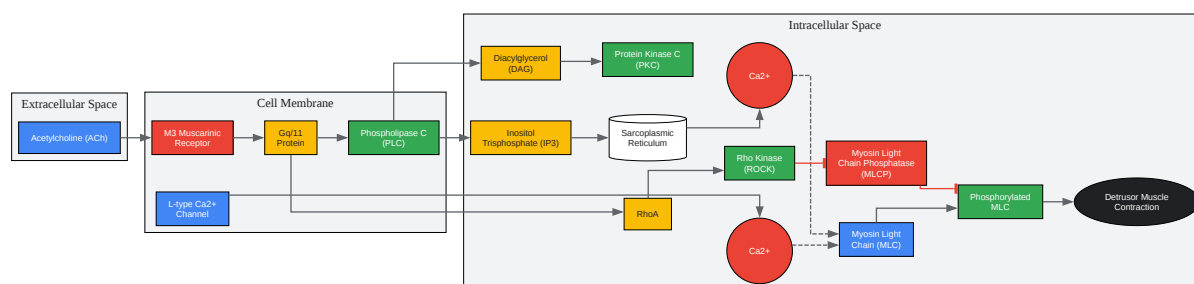 Intracellular Space
Extracellular Space
Cell Membrane
Acetylcholine (ACh)
M3 Muscarinic
Receptor
Gq/11
Protein
Phospholipase C
(PLC)
L-type Ca2+
Channel
Diacylglycerol
(DAG)
Protein Kinase C
(PKC)
Inositol
Trisphosphate (IP3)
Sarcoplasmic
Reticulum
Ca2+
RhoA
Rho Kinase
(ROCK)
Ca2+
Myosin Light
Chain Phosphatase
(MLCP)
Myosin Light
Chain (MLC)
Phosphorylated
MLC
Detrusor Muscle
Contraction